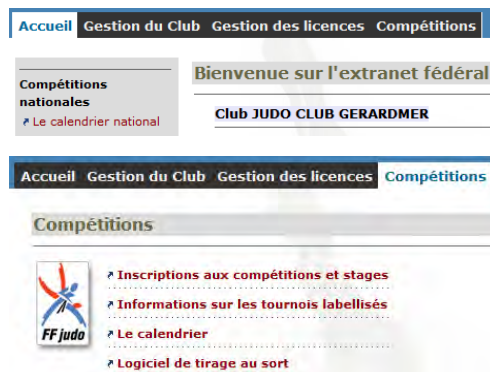 Accueil Gestion du Club Gestion des licences Compétitions
Compétitions
nationales
Le calendrier national
Bienvenue sur l'extranet fédéral
Club JUDO CLUB GERARDMER
Accueil Gestion du Club Gestion des licences Compétitions
Compétitions
FF judo
Inscriptions aux compétitions et stages
Informations sur les tournois labellisés
Le calendrier
Logiciel de tirage au sort